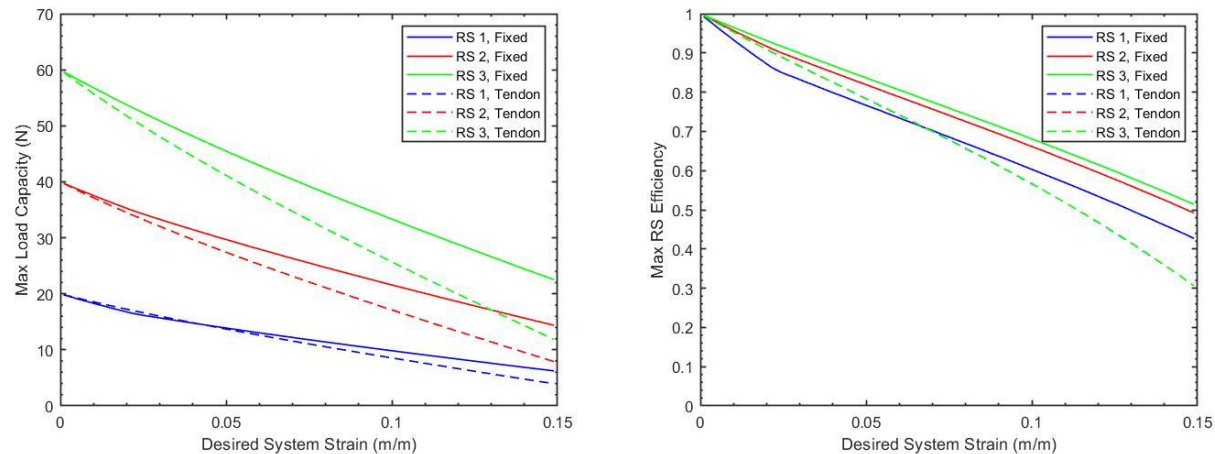 70
60
50
40
30
20
10
0
Max Load Capacity (N)
RS 1, Fixed
RS 2, Fixed
RS 3, Fixed
RS 1, Tendon
RS 2, Tendon
RS 3, Tendon
0 0.05 0.1 0.15
Desired System Strain (m/m)
1
0.9
0.8
0.7
0.6
0.5
0.4
0.3
0.2
0.1
0
Max RS Efficiency
RS 1, Fixed
RS 2, Fixed
RS 3, Fixed
RS 1, Tendon
RS 2, Tendon
RS 3, Tendon
0 0.05 0.1 0.15
Desired System Strain (m/m)